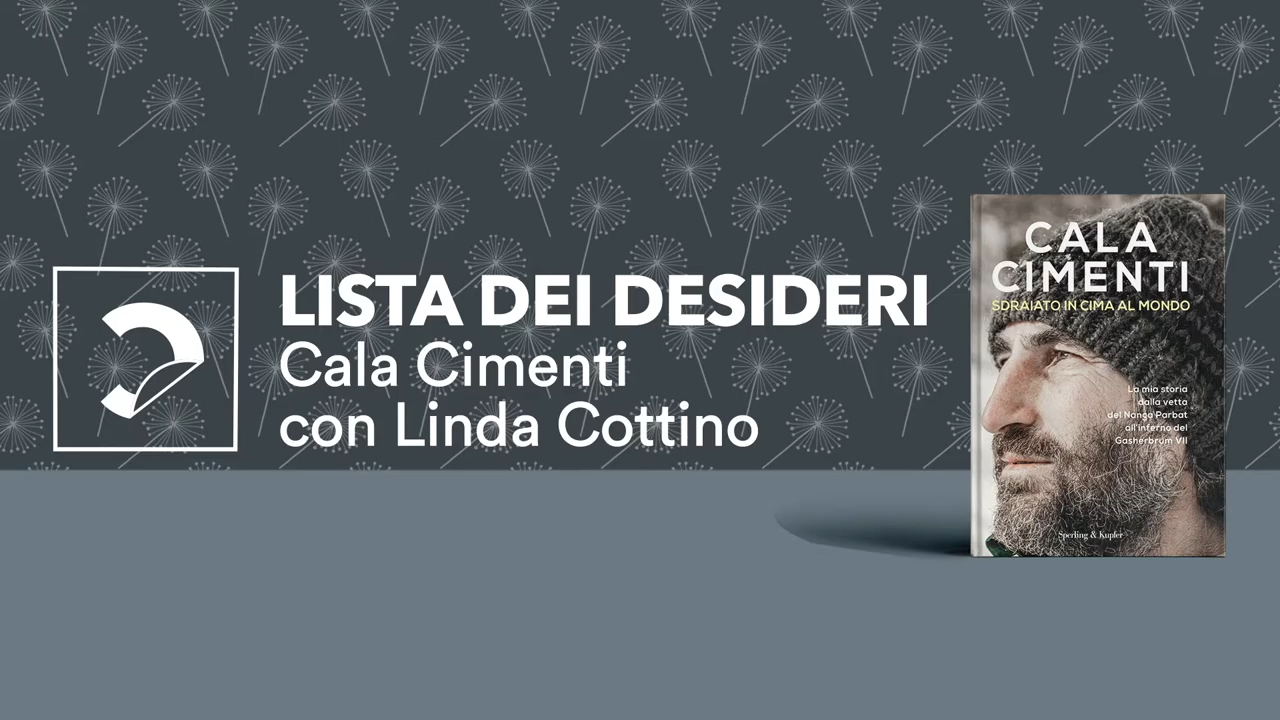 LISTA DEI DESIDERI
Cala Cimenti
con Linda Cottino
CALA
CIMENTI
SDRAIATO IN CIMA AL MONDO
La mia storia
dalla vetta
del Nanga Parbat
all'inferno del
Gasherbrum VII
Sperling & Kupfer